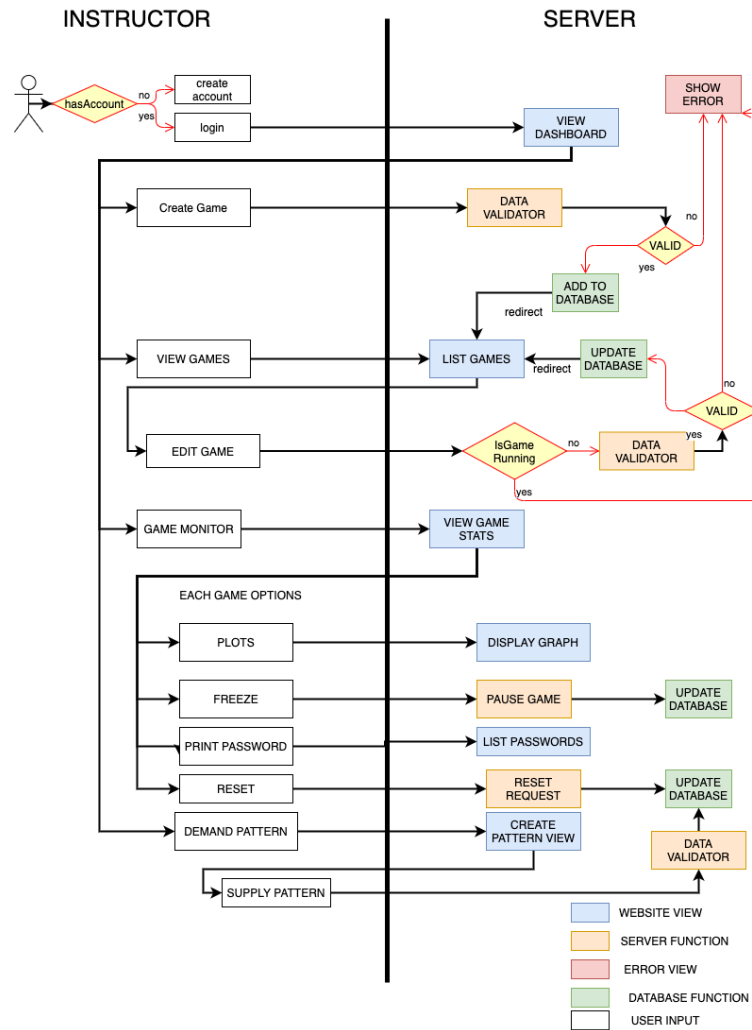 INSTRUCTOR
SERVER
hasAccount
no
yes
create
account
login
VIEW
DASHBOARD
SHOW
ERROR
Create Game
DATA
VALIDATOR
no
VALID
yes
ADD TO
DATABASE
redirect
VIEW GAMES
LIST GAMES
redirect
UPDATE
DATABASE
no
VALID
yes
EDIT GAME
IsGame
Running
no
yes
DATA
VALIDATOR
GAME MONITOR
VIEW GAME
STATS
EACH GAME OPTIONS
PLOTS
DISPLAY GRAPH
FREEZE
PAUSE GAME
UPDATE
DATABASE
PRINT PASSWORD
LIST PASSWORDS
RESET
RESET
REQUEST
UPDATE
DATABASE
DEMAND PATTERN
CREATE
PATTERN VIEW
DATA
VALIDATOR
SUPPLY PATTERN
WEBSITE VIEW
SERVER FUNCTION
ERROR VIEW
DATABASE FUNCTION
USER INPUT